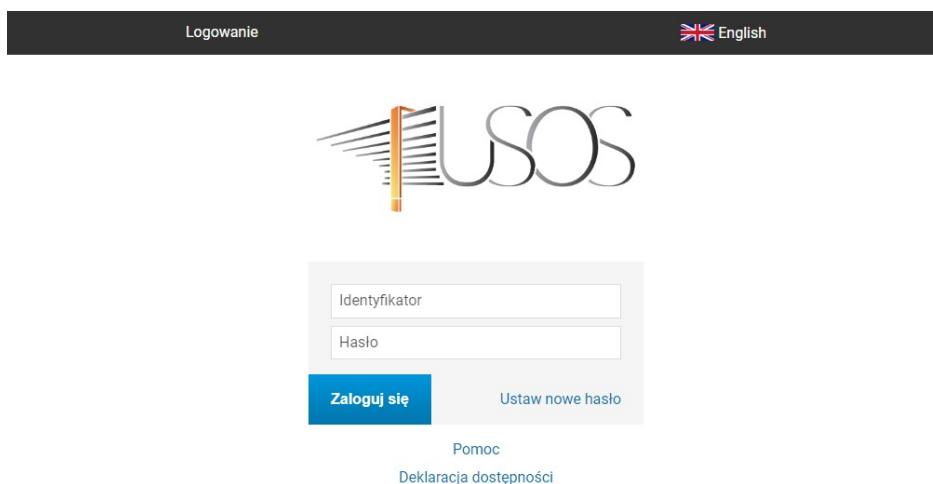 Logowanie English
USOS
Identyfikator
Hasło
Zaloguj się Ustaw nowe hasło
Pomoc
Deklaracja dostępności